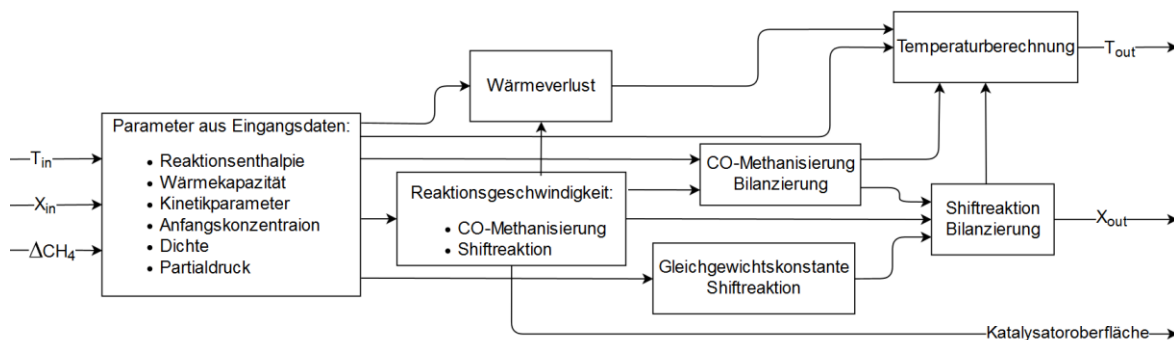 Temperaturberechnung
T_out
Wärmeverlust
Parameter aus Eingangsdaten:
• Reaktionsenthalpie
• Wärmekapazität
• Kinetikparameter
• Anfangskonzentraion
• Dichte
• Partialdruck
T_in
X_in
ΔCH₄
Reaktionsgeschwindigkeit:
• CO-Methanisierung
• Shiftreaktion
CO-Methanisierung
Bilanzierung
Gleichgewichtskonstante
Shiftreaktion
Shiftreaktion
Bilanzierung
X_out
Katalysatoroberfläche